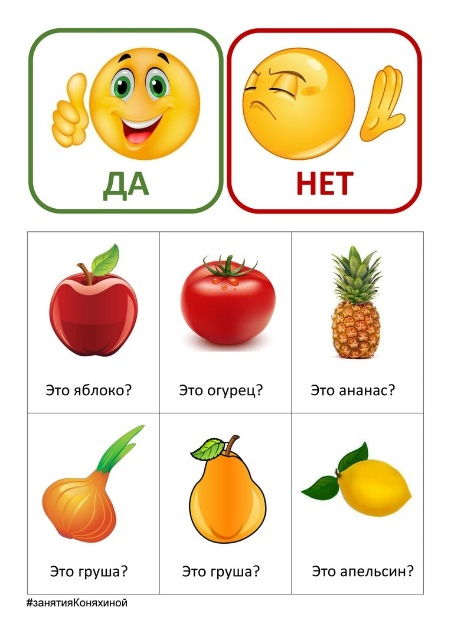 ДА
НЕТ
Это яблоко?
Это огурец?
Это ананас?
Это груша?
Это груша?
Это апельсин?
#занятияКоняхиной